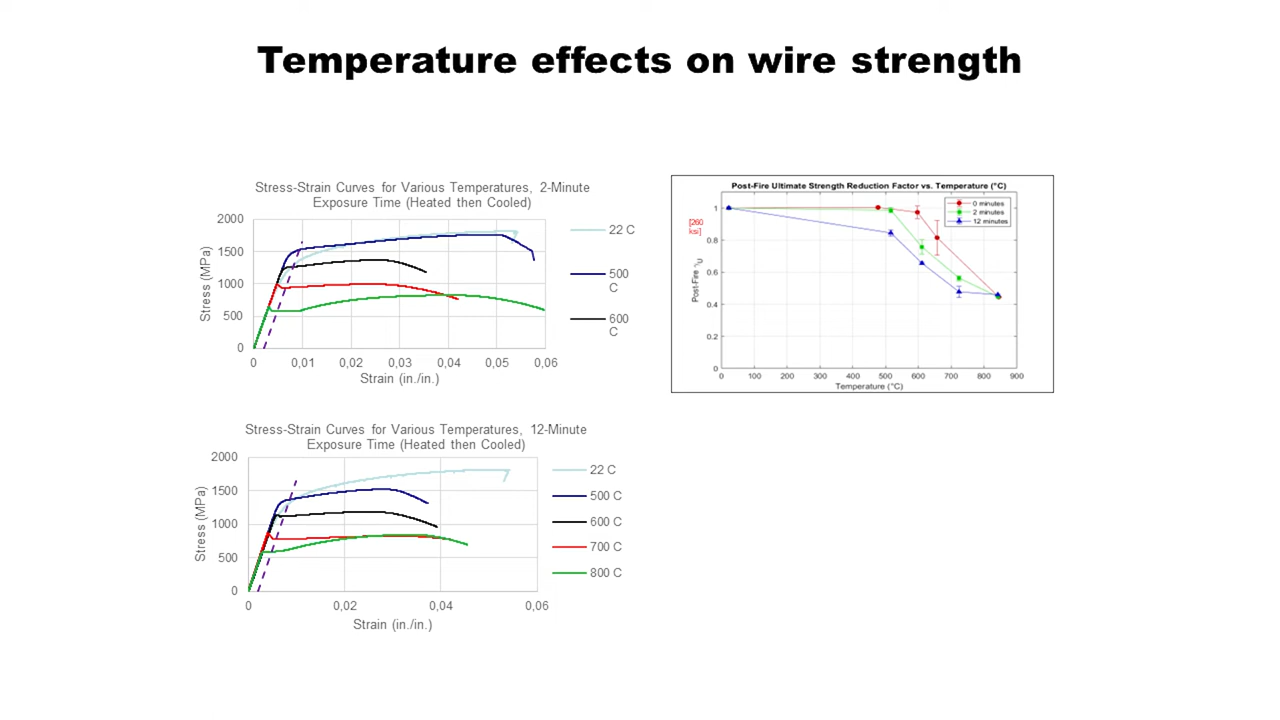 Temperature effects on wire strength
Stress-Strain Curves for Various Temperatures, 2-Minute
Exposure Time (Heated then Cooled)
2000
1500
1000
500
0
Stress (MPa)
0
0,01
0,02
0,03
0,04
0,05
0,06
Strain (in./in.)
22 C
500
C
600
C
Post-Fire Ultimate Strength Reduction Factor vs. Temperature (°C)
[260
ksi]
Post-Fire γU
1
0.8
0.6
0.4
0.2
0
0
100
200
300
400
500
600
700
800
900
Temperature (°C)
0 minutes
2 minutes
12 minutes
Stress-Strain Curves for Various Temperatures, 12-Minute
Exposure Time (Heated then Cooled)
2000
1500
1000
500
0
Stress (MPa)
0
0,02
0,04
0,06
Strain (in./in.)
22 C
500 C
600 C
700 C
800 C